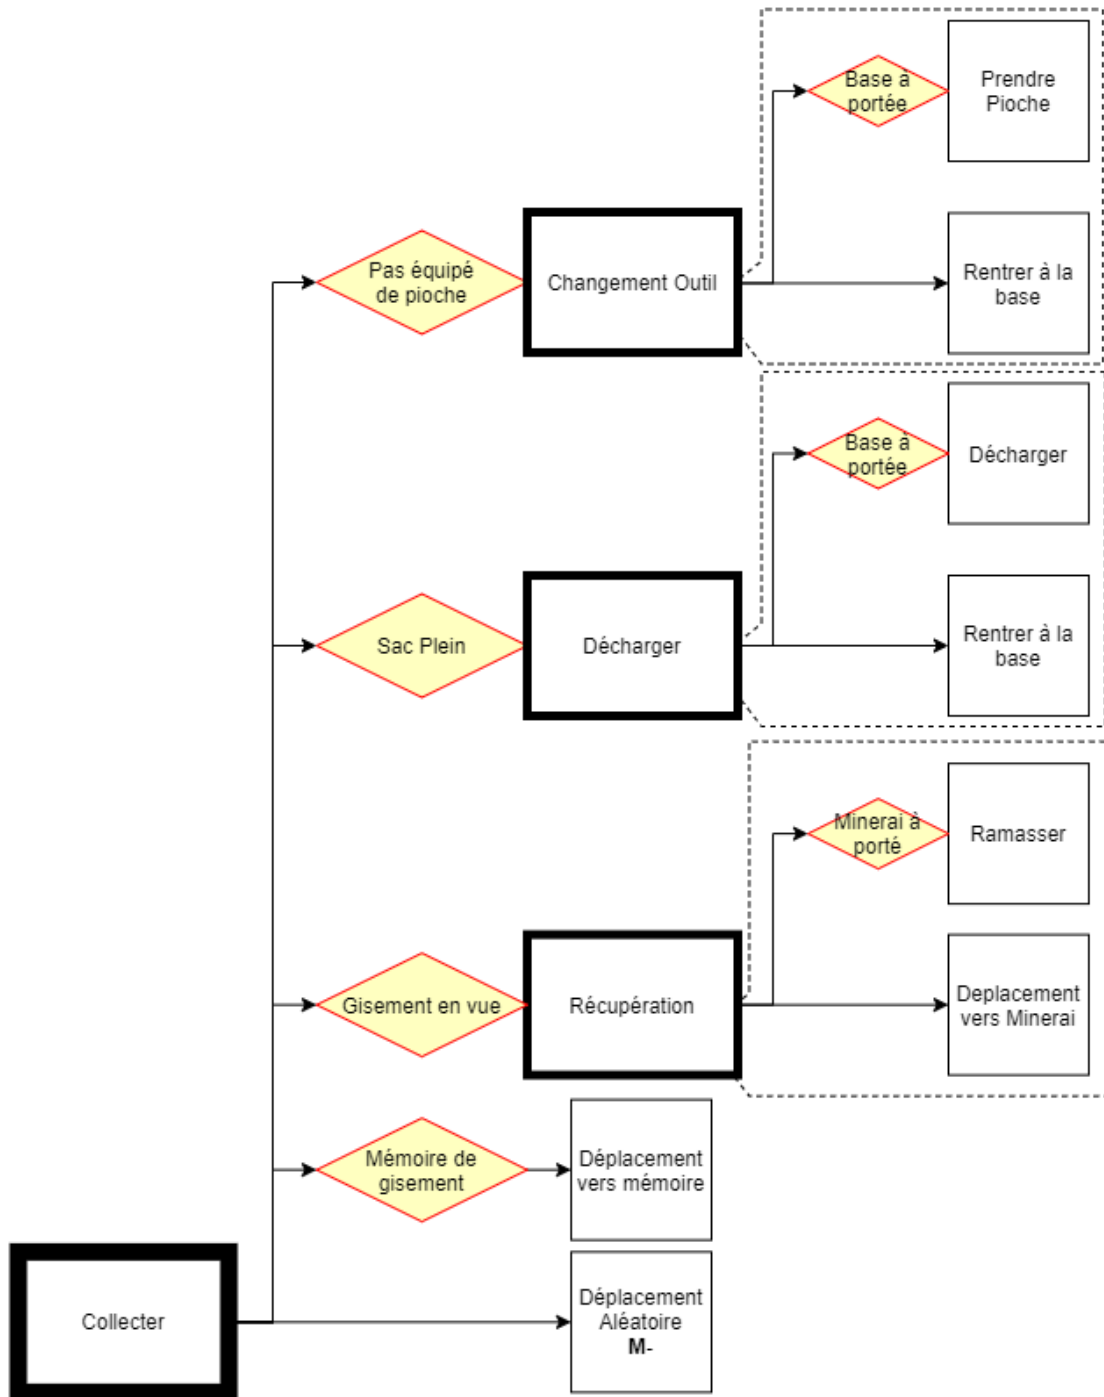 Base à
portée
Prendre
Pioche
Pas équipé
de pioche
Changement Outil
Rentrer à la
base
Base à
portée
Décharger
Sac Plein
Décharger
Rentrer à la
base
Minerai à
porté
Ramasser
Gisement en vue
Récupération
Deplacement
vers Minerai
Mémoire de
gisement
Déplacement
vers mémoire
Collecter
Déplacement
Aléatoire
M-